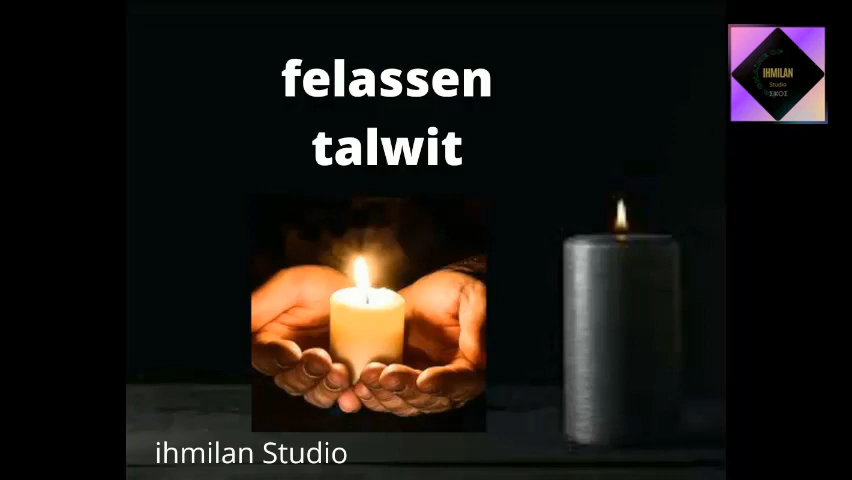 felassen
talwit
IHMILAN
Studio
ihmilan Studio